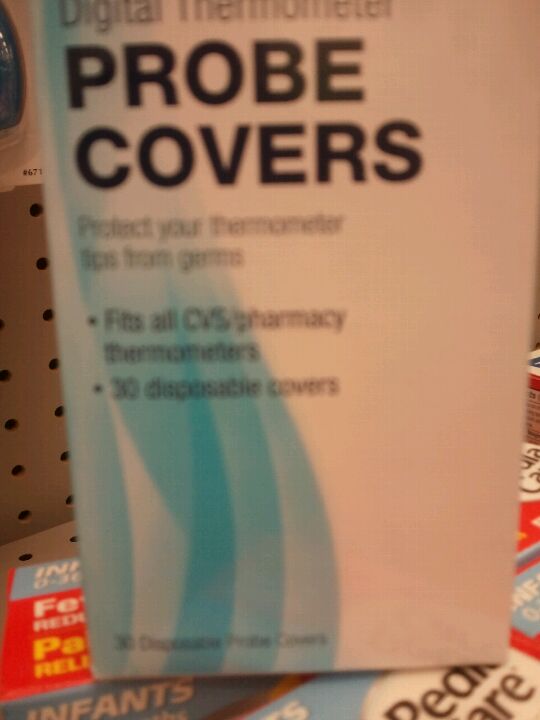 Digital Thermometer
PROBE
COVERS
#671
Protect your thermometer
tips from germs
• Fits all CVS/pharmacy
thermometers
• 30 disposable covers
30 Disposable Probe Covers
INFANTS